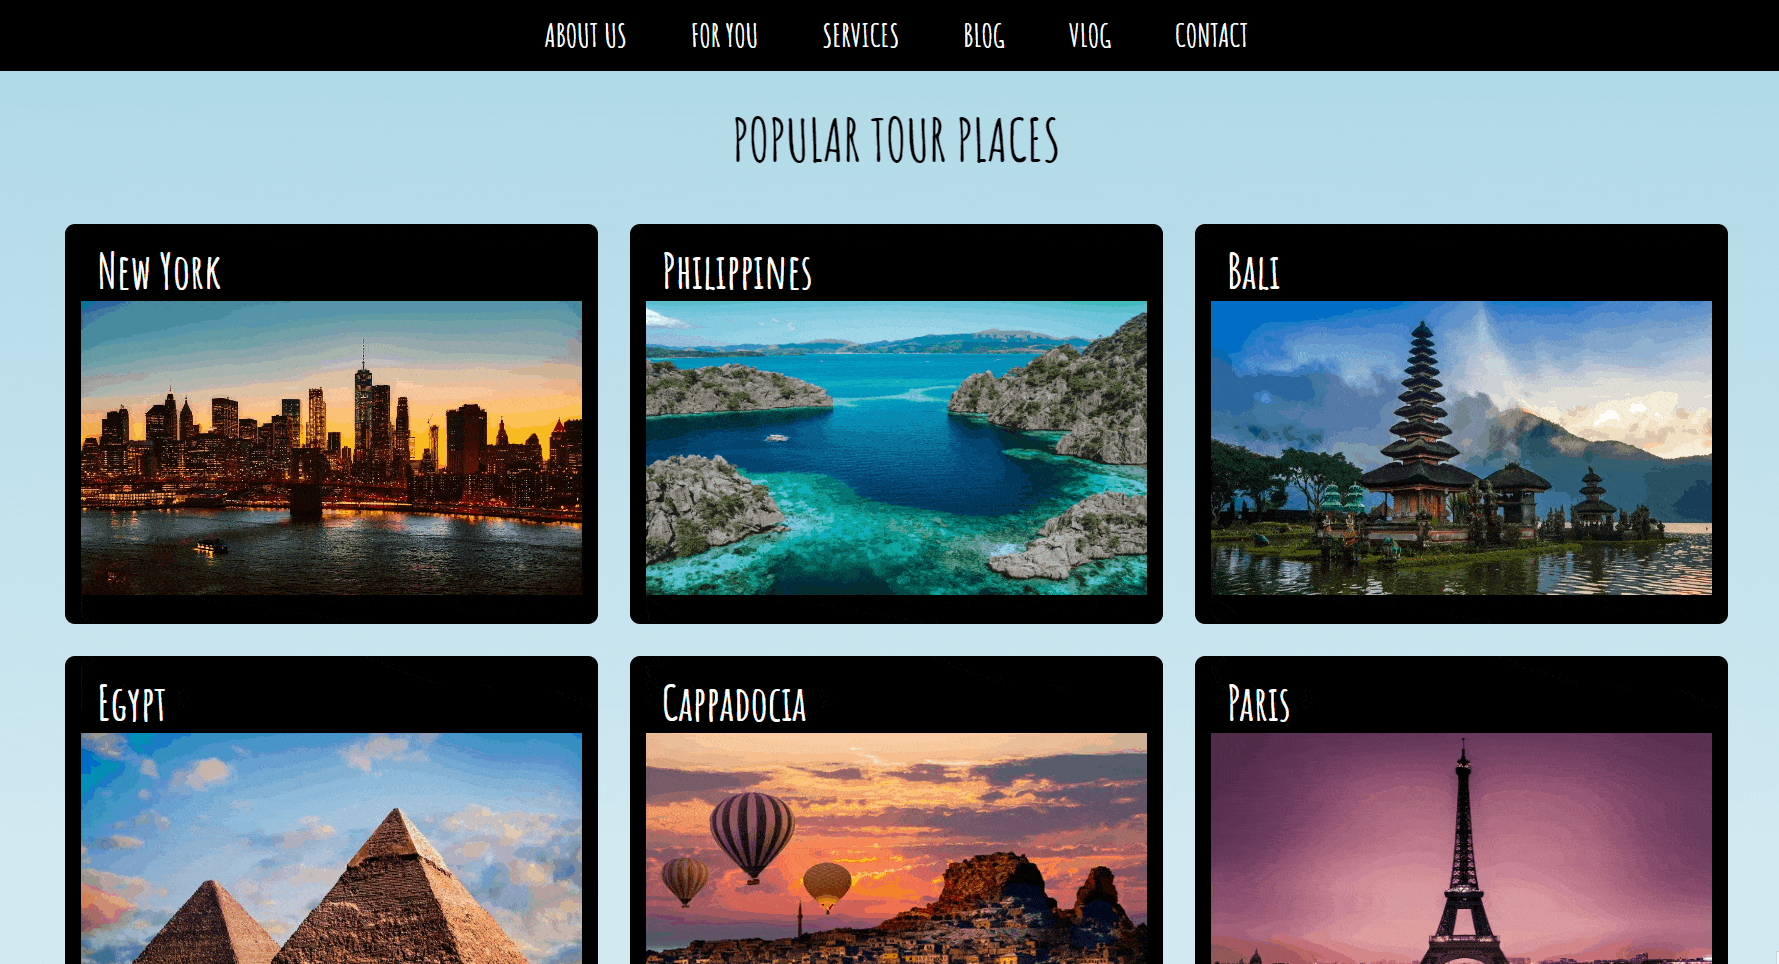 ABOUT US FOR YOU SERVICES BLOG VLOG CONTACT
POPULAR TOUR PLACES
New York
Philippines
Bali
Egypt
Cappadocia
Paris